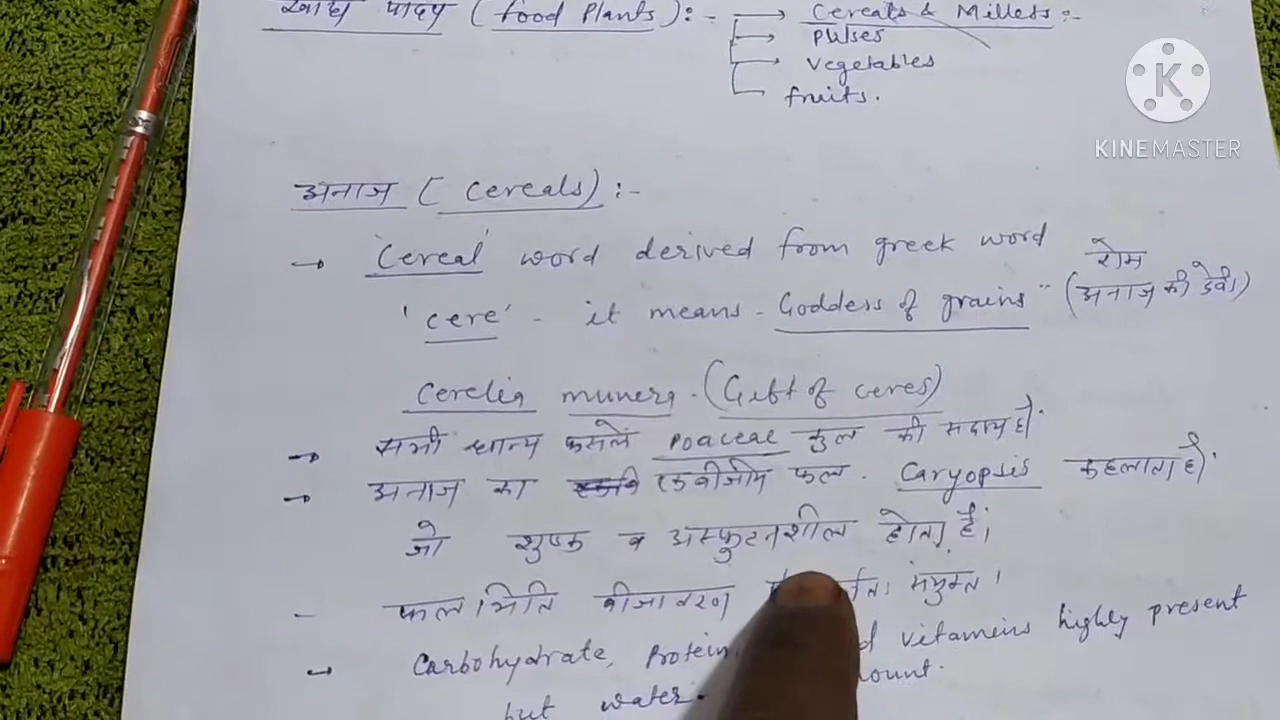 खाद्य पादप (food Plants):- → Cereals & Millets:-
→ Pulses
→ vegetables
fruits.
K
KINEMASTER
अनाज (cereals):-
→ 'Cereal' word derived from greek word
'cere' - it means - Goddess of grains" (रोम अनाज की देवी)
Cerelia munera. (Gift of ceres)
→ सभी धान्य फसलें Poaceae कुल की सदस्य है।
→ अनाज का एकबीजीय फल. Caryopsis कहलाता है।
जो शुष्क व अस्फुटनशील होता है।
- फलभित्ति बीजावरण संयुक्त।
→ Carbohydrate, Protein, vitamins highly present
but water